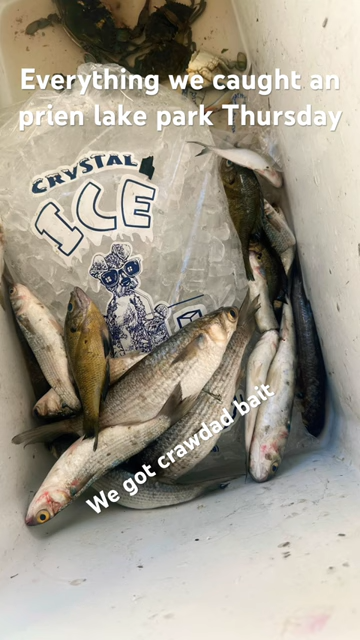 Everything we caught an
prien lake park Thursday
CRYSTAL
ICE
We got crawdad bait